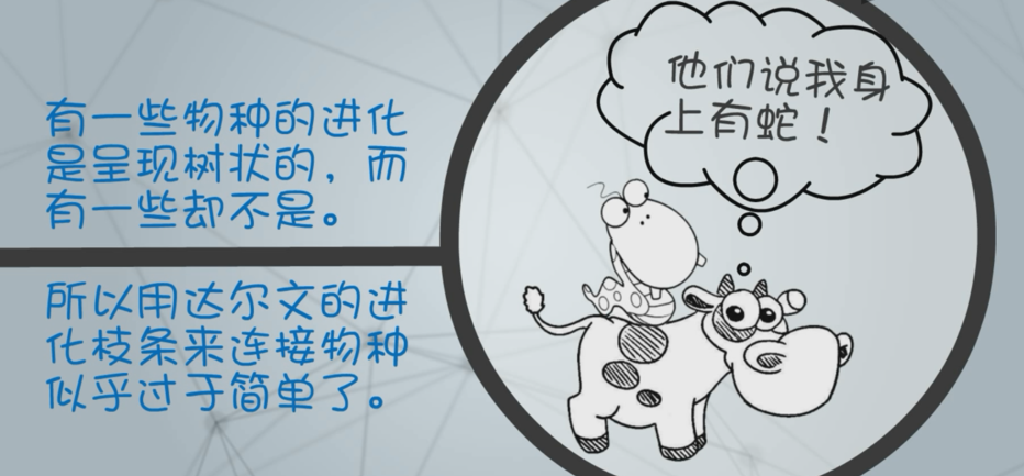 有一些物种的进化
是呈现树状的，而
有一些却不是。
所以用达尔文的进
化枝条来连接物种
似乎过于简单了。
他们说我身
上有蛇！